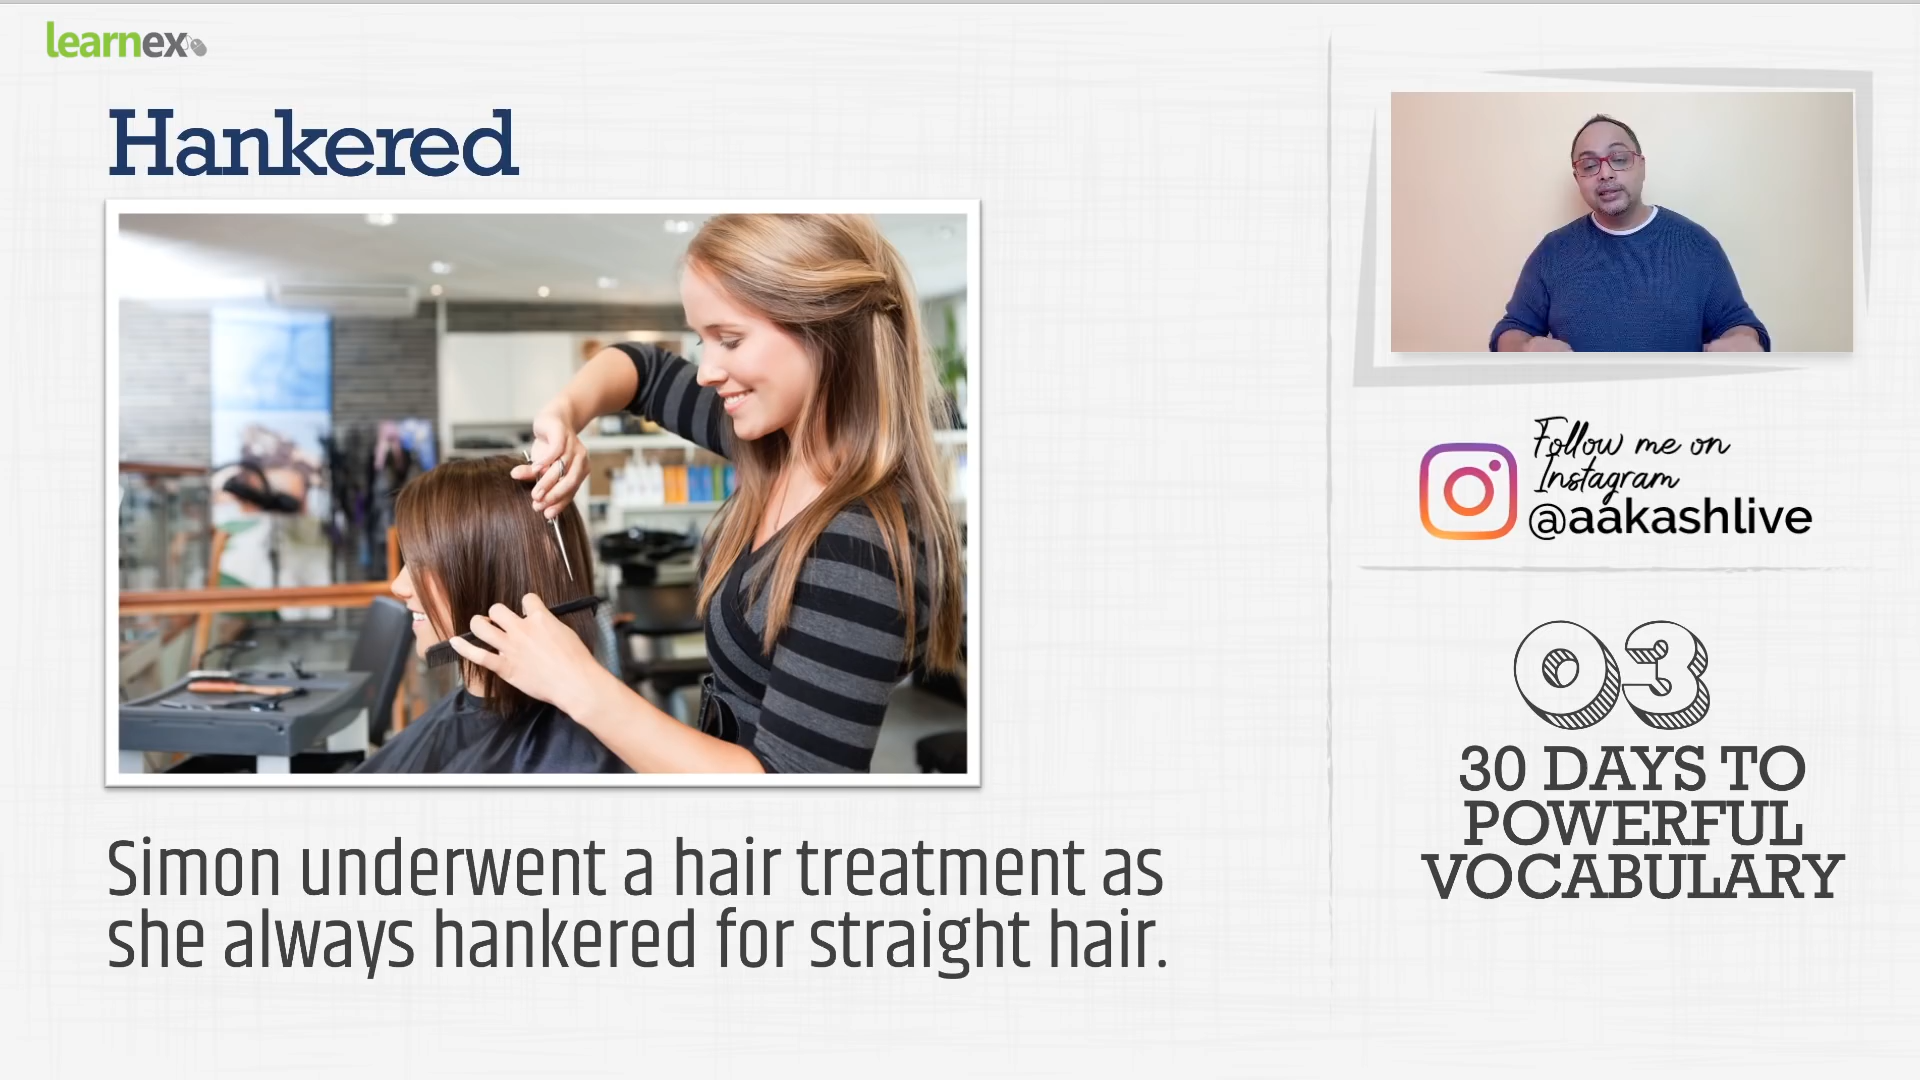 learnex
Hankered
Simon underwent a hair treatment as
she always hankered for straight hair.
Follow me on
Instagram
@aakashlive
03
30 DAYS TO
POWERFUL
VOCABULARY